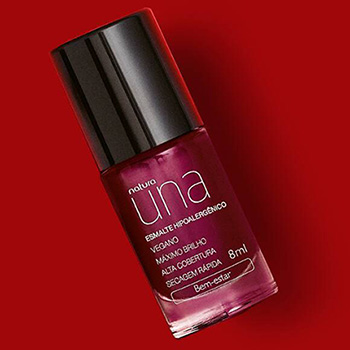 natura
una
ESMALTE HIPOALERGÊNICO
VEGANO
MÁXIMO BRILHO
ALTA COBERTURA
SECAGEM RÁPIDA 8ml
Bem-estar